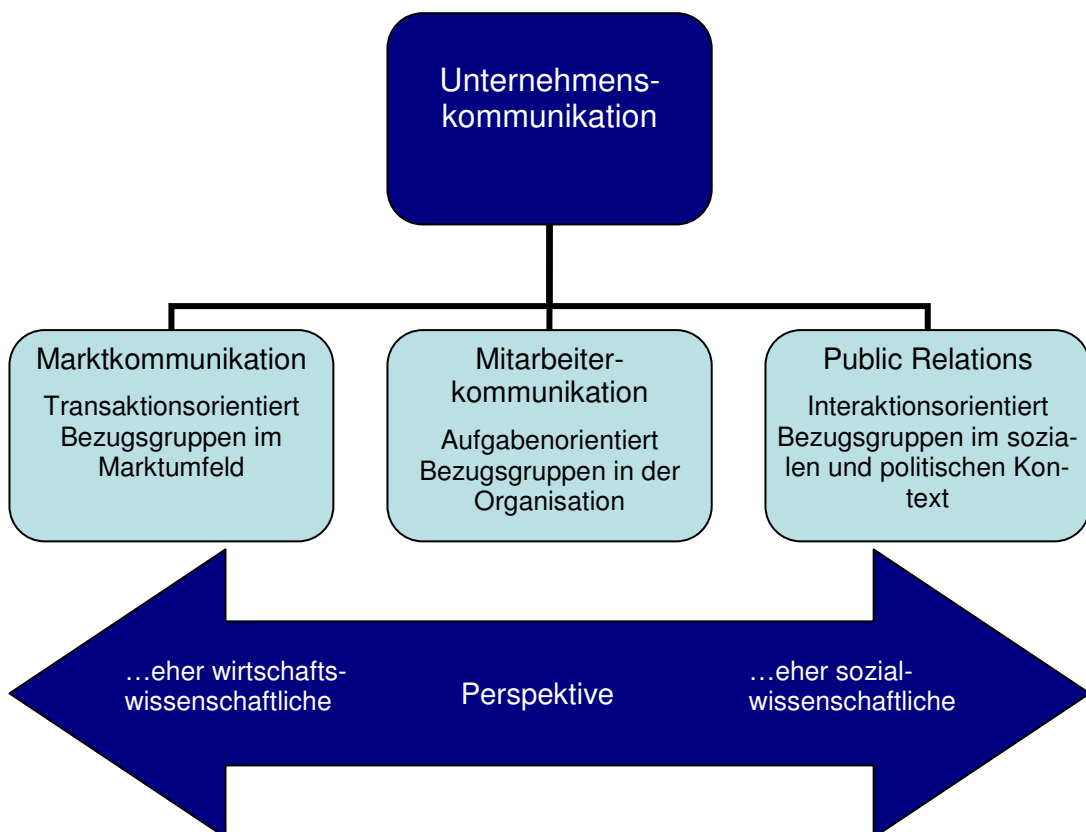 Unternehmens-
kommunikation
Marktkommunikation
Transaktionsorientiert
Bezugsgruppen im
Marktumfeld
Mitarbeiter-
kommunikation
Aufgabenorientiert
Bezugsgruppen in der
Organisation
Public Relations
Interaktionsorientiert
Bezugsgruppen im sozia-
len und politischen Kon-
text
…eher wirtschafts-
wissenschaftliche
Perspektive
…eher sozial-
wissenschaftliche